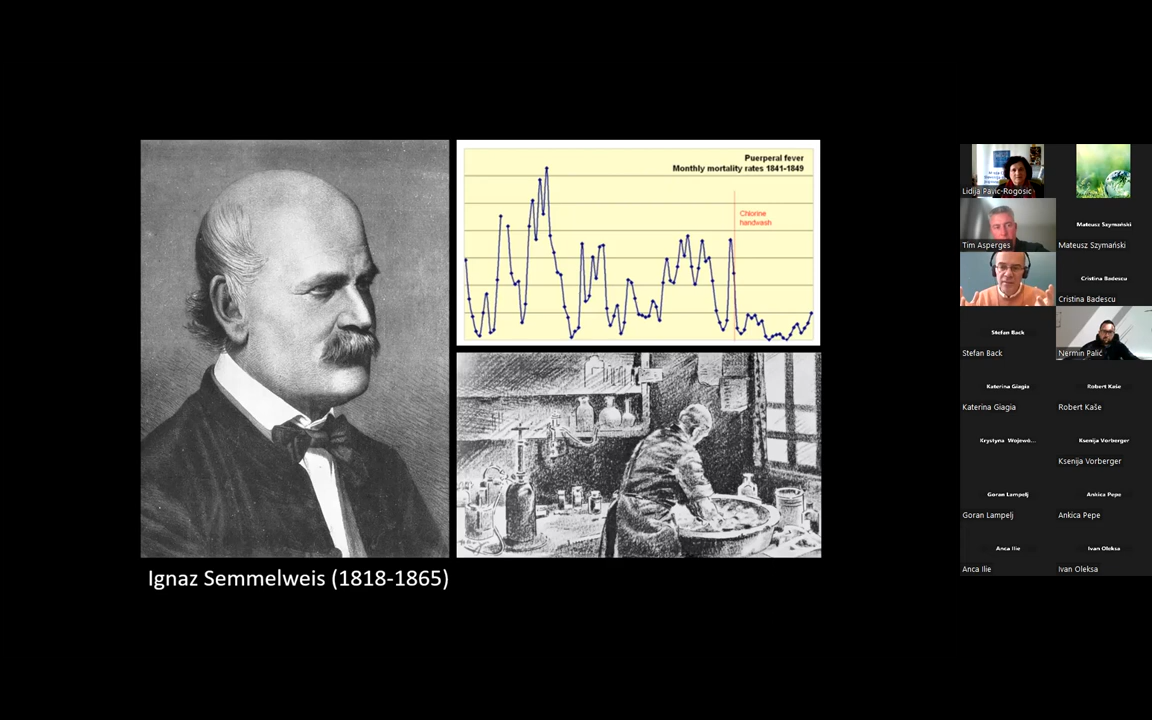 Puerperal fever
Monthly mortality rates 1841-1849
Chlorine
handwash
Ignaz Semmelweis (1818-1865)
Lidija Pavic-Rogosic
Tim Asperges
Mateusz Szymański
Mateusz Szymański
Cristina Badescu
Cristina Badescu
Stefan Back
Stefan Back
Nermin Palić
Katerina Giagia
Katerina Giagia
Robert Kaše
Robert Kaše
Krystyna Wojewó...
Ksenija Vorberger
Ksenija Vorberger
Goran Lampelj
Goran Lampelj
Ankica Pepe
Ankica Pepe
Anca Ilie
Anca Ilie
Ivan Oleksa
Ivan Oleksa